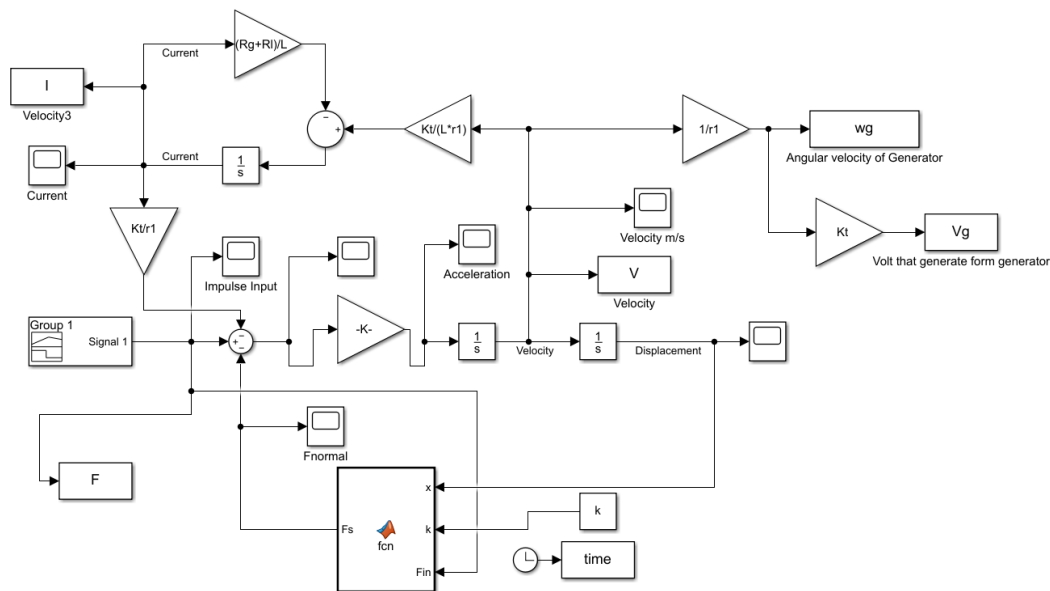 (Rg+Rl)/L
Current
I
Velocity3
−
+
Kt/(L*r1)
1/r1
wg
Angular velocity of Generator
Current
1
s
Current
Kt/r1
Velocity m/s
Kt
Vg
Volt that generate form generator
Impulse Input
Acceleration
V
Velocity
Group 1
Signal 1
+
−
−
-K-
1
s
Velocity
1
s
Displacement
Fnormal
F
x
k
Fs
fcn
k
Fin
time